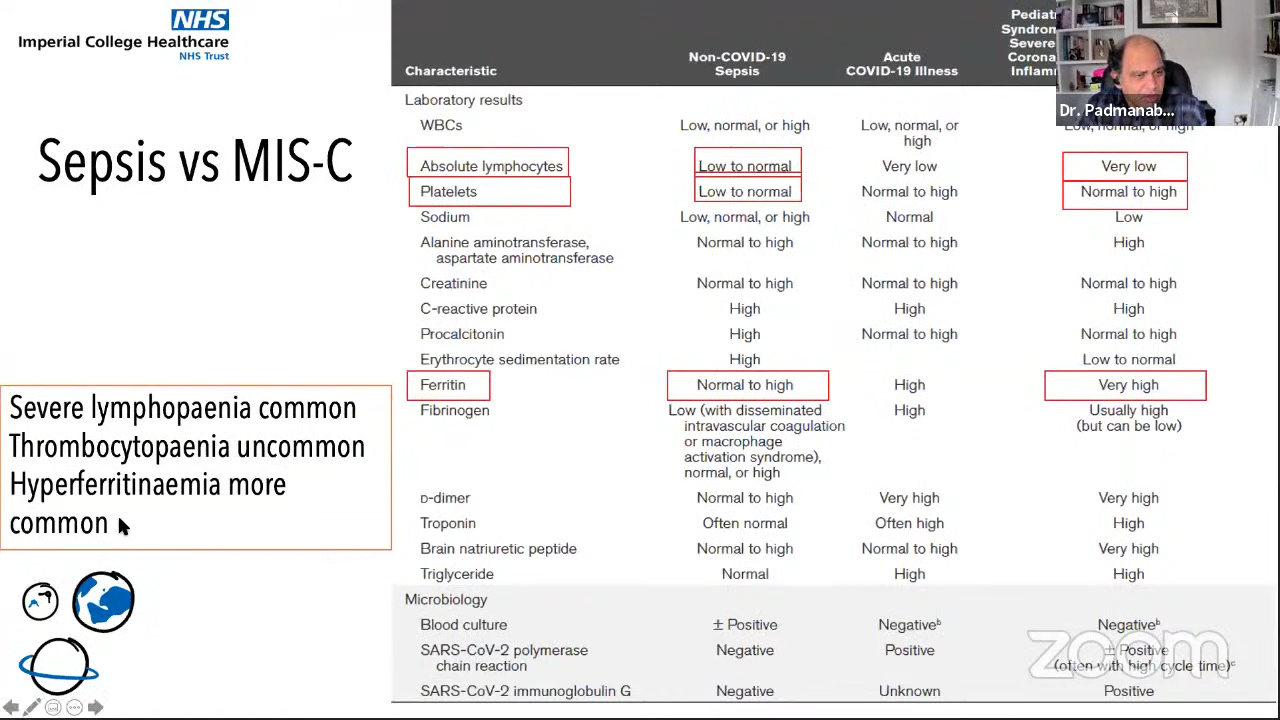 NHS
Imperial College Healthcare
NHS Trust
Sepsis vs MIS-C
Severe lymphopaenia common
Thrombocytopaenia uncommon
Hyperferritinaemia more
common
Characteristic
Non-COVID-19
Sepsis
Acute
COVID-19 Illness
Severe
Dr. Padmanab...
Laboratory results
WBCs Low, normal, or high Low, normal, or
high Low, normal, or high
Absolute lymphocytes Low to normal Very low Very low
Platelets Low to normal Normal to high Normal to high
Sodium Low, normal, or high Normal Low
Alanine aminotransferase, Normal to high Normal to high High
aspartate aminotransferase
Creatinine Normal to high Normal to high Normal to high
C-reactive protein High High High
Procalcitonin High Normal to high Normal to high
Erythrocyte sedimentation rate High Low to normal
Ferritin Normal to high High Very high
Fibrinogen Low (with disseminated High Usually high
intravascular coagulation (but can be low)
or macrophage
activation syndrome),
normal, or high
D-dimer Normal to high Very high Very high
Troponin Often normal Often high High
Brain natriuretic peptide Normal to high Normal to high Very high
Triglyceride Normal High High
Microbiology
Blood culture ± Positive Negativeᵇ Negativeᵇ
SARS-CoV-2 polymerase Negative Positive ± Positive
chain reaction (often with high cycle time)ᶜ
SARS-CoV-2 immunoglobulin G Negative Unknown Positive
zoom